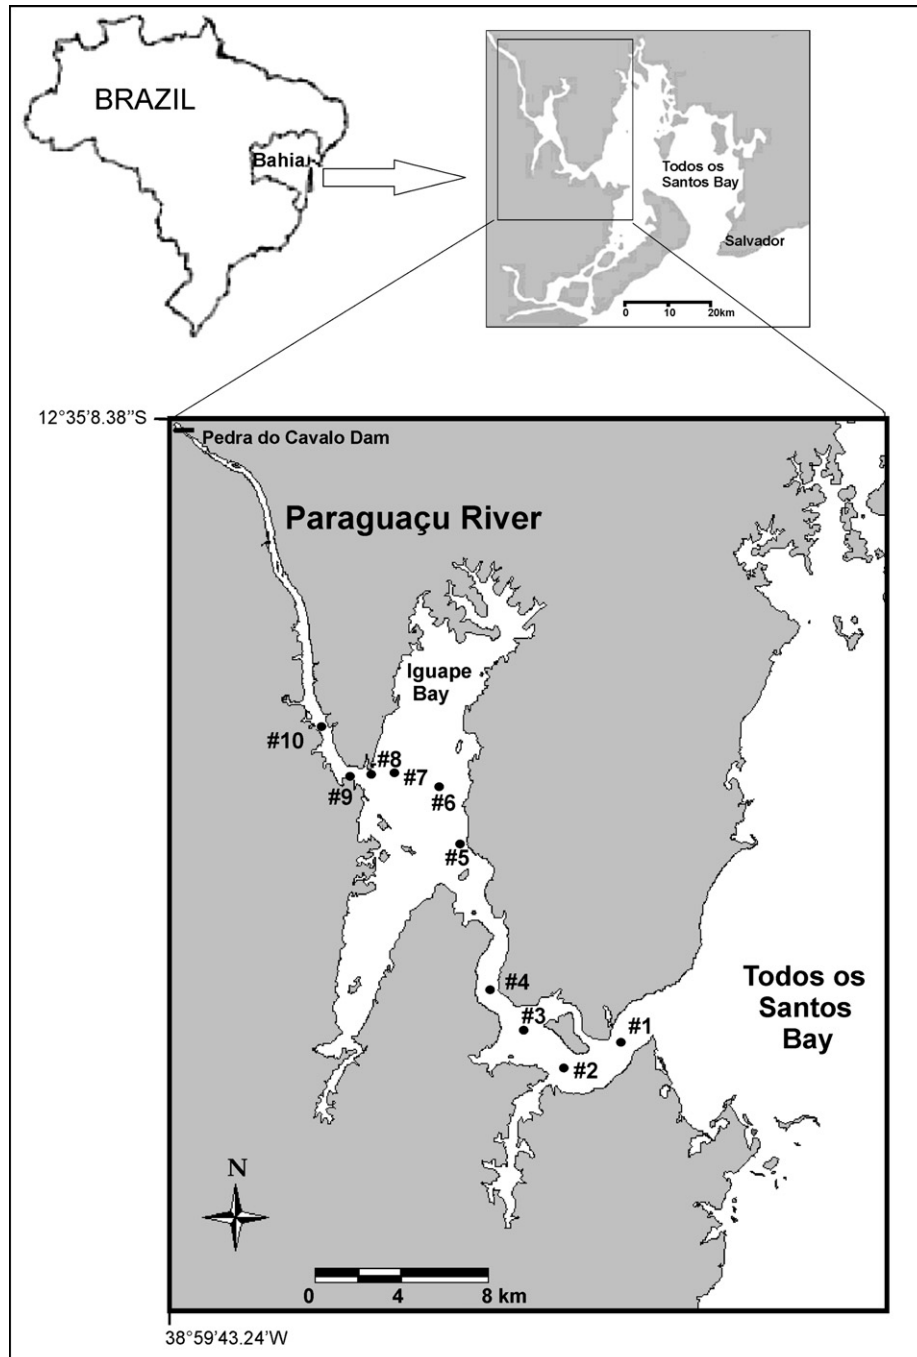 BRAZIL
Bahia
Todos os
Santos Bay
Salvador
0 10 20km
12°35'8.38''S
Pedra do Cavalo Dam
Paraguaçu River
Iguape
Bay
#10
#8
#7
#9
#6
#5
#4
#3
#1
#2
Todos os
Santos
Bay
N
0 4 8 km
38°59'43.24'W